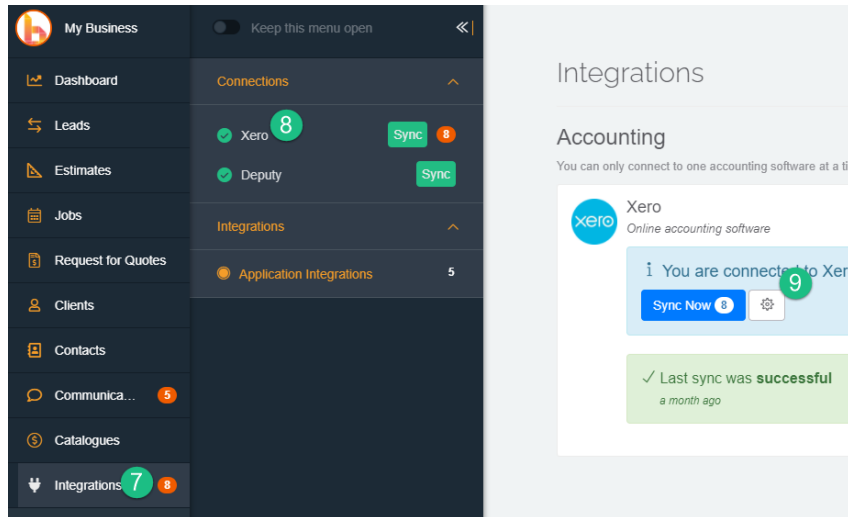 My Business
Dashboard
Leads
Estimates
Jobs
Request for Quotes
Clients
Contacts
Communica... 5
Catalogues
Integrations 7 8
Keep this menu open
Connections
Xero 8 Sync 8
Deputy Sync
Integrations
Application Integrations 5
Integrations
Accounting
You can only connect to one accounting software at a ti
xero
Xero
Online accounting software
i You are connected to Xer
9
Sync Now 8
Last sync was successful
a month ago